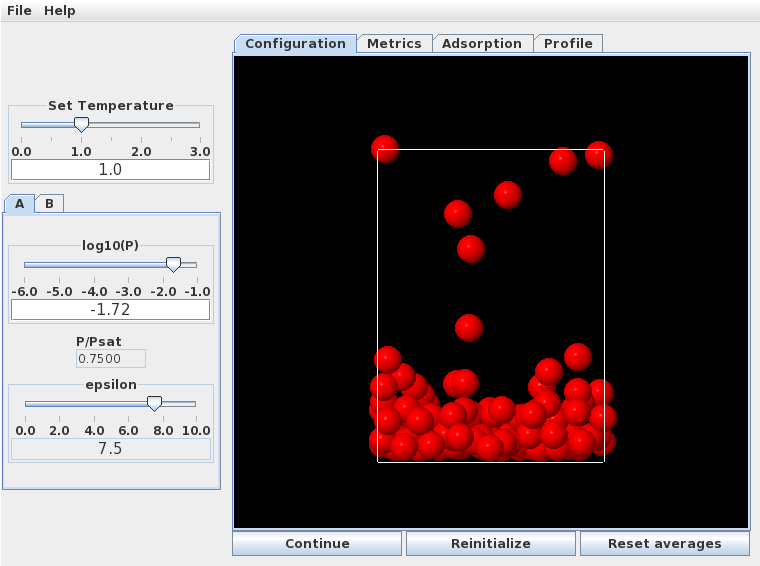 File Help
Configuration Metrics Adsorption Profile
Set Temperature
0.0 1.0 2.0 3.0
1.0
A B
log10(P)
-6.0 -5.0 -4.0 -3.0 -2.0 -1.0
-1.72
P/Psat
0.7500
epsilon
0.0 2.0 4.0 6.0 8.0 10.0
7.5
Continue Reinitialize Reset averages